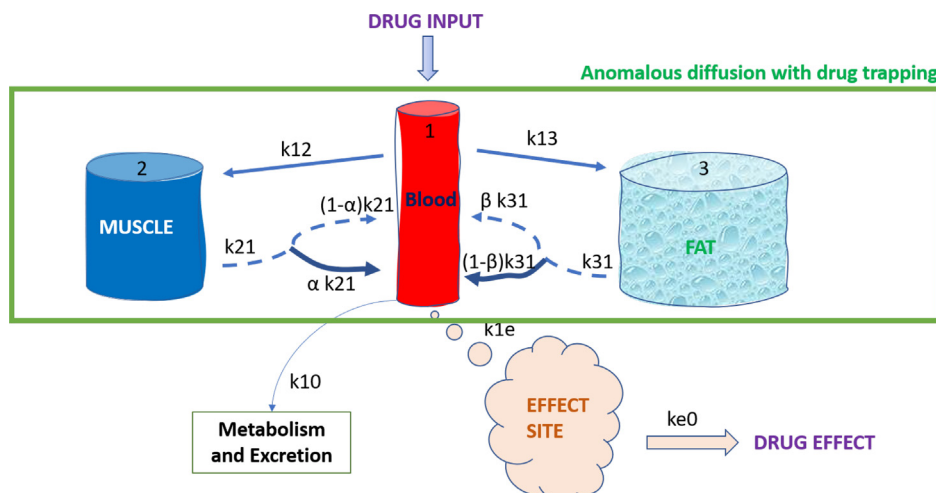 DRUG INPUT
Anomalous diffusion with drug trapping
1
k12
k13
2
3
Blood
MUSCLE
(1-α)k21
β k31
k21
FAT
(1-β)k31
k31
α k21
k1e
k10
EFFECT
SITE
ke0
Metabolism
and Excretion
DRUG EFFECT